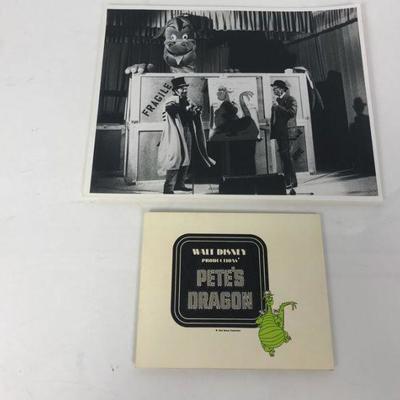 FRAGILE
WALT DISNEY
PRODUCTIONS'
PETE'S
DRAGON